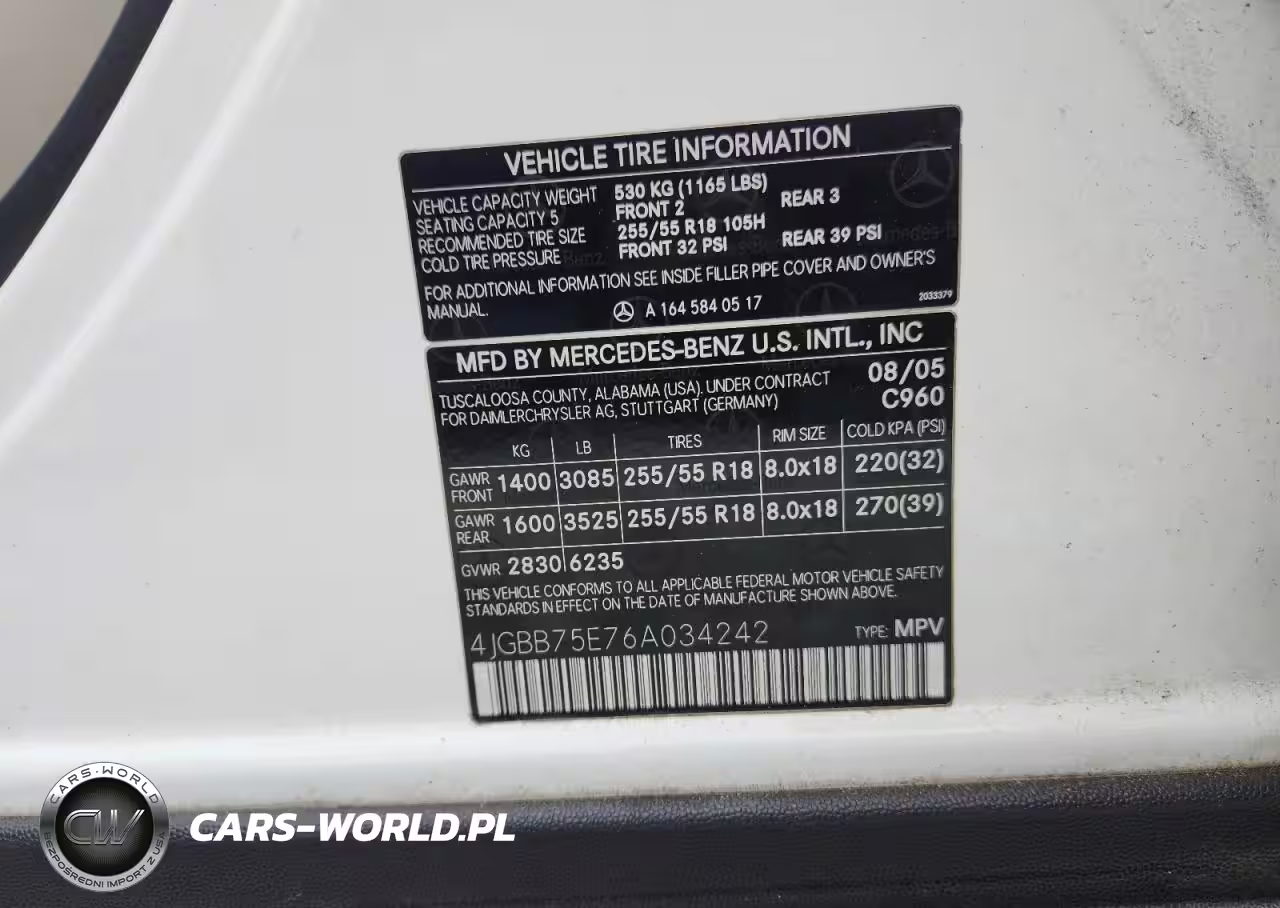 VEHICLE TIRE INFORMATION
VEHICLE CAPACITY WEIGHT 530 KG (1165 LBS)
SEATING CAPACITY 5 FRONT 2 REAR 3
RECOMMENDED TIRE SIZE 255/55 R18 105H
COLD TIRE PRESSURE FRONT 32 PSI REAR 39 PSI
FOR ADDITIONAL INFORMATION SEE INSIDE FILLER PIPE COVER AND OWNER'S
MANUAL. A 164 584 05 17 2033379
MFD BY MERCEDES-BENZ U.S. INTL., INC
TUSCALOOSA COUNTY, ALABAMA (USA). UNDER CONTRACT 08/05
FOR DAIMLERCHRYSLER AG, STUTTGART (GERMANY) C960
KG LB TIRES RIM SIZE COLD KPA (PSI)
GAWR FRONT 1400 3085 255/55 R18 8.0x18 220(32)
GAWR REAR 1600 3525 255/55 R18 8.0x18 270(39)
GVWR 2830 6235
THIS VEHICLE CONFORMS TO ALL APPLICABLE FEDERAL MOTOR VEHICLE SAFETY
STANDARDS IN EFFECT ON THE DATE OF MANUFACTURE SHOWN ABOVE.
4JGBB75E76A034242 TYPE: MPV
CARS-WORLD
CW
BEZPOŚREDNI IMPORT Z USA
CARS-WORLD.PL